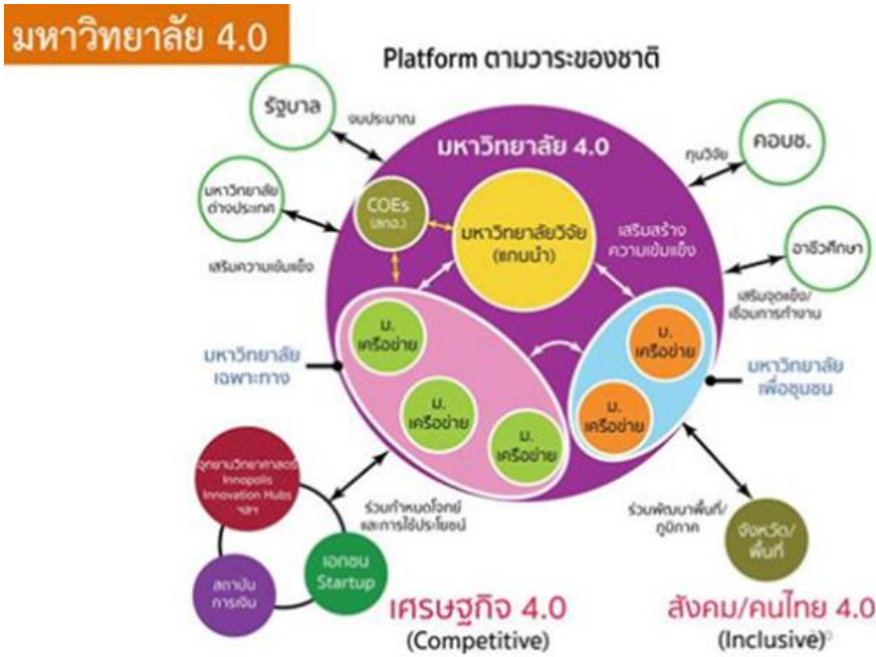 มหาวิทยาลัย 4.0
Platform ตามวาระของชาติ
รัฐบาล
งบประมาณ
มหาวิทยาลัย 4.0
ทุนวิจัย
คอบช.
มหาวิทยาลัย
ต่างประเทศ
COEs
(สกอ.)
มหาวิทยาลัยวิจัย
(แกนนำ)
เสริมสร้าง
ความเข้มแข็ง
อาชีวศึกษา
เสริมความเข้มแข็ง
เสริมจุดแข็ง/
เชื่อมการทำงาน
ม.
เครือข่าย
ม.
เครือข่าย
มหาวิทยาลัย
เฉพาะทาง
มหาวิทยาลัย
เพื่อชุมชน
ม.
เครือข่าย
ม.
เครือข่าย
ม.
เครือข่าย
อุทยานวิทยาศาสตร์
Innopolis
Innovation Hubs
ฯลฯ
ร่วมกำหนดโจทย์
และการใช้ประโยชน์
ร่วมพัฒนาพื้นที่/
ภูมิภาค
จังหวัด/
พื้นที่
สถาบัน
การเงิน
เอกชน
Startup
เศรษฐกิจ 4.0
(Competitive)
สังคม/คนไทย 4.0
(Inclusive)